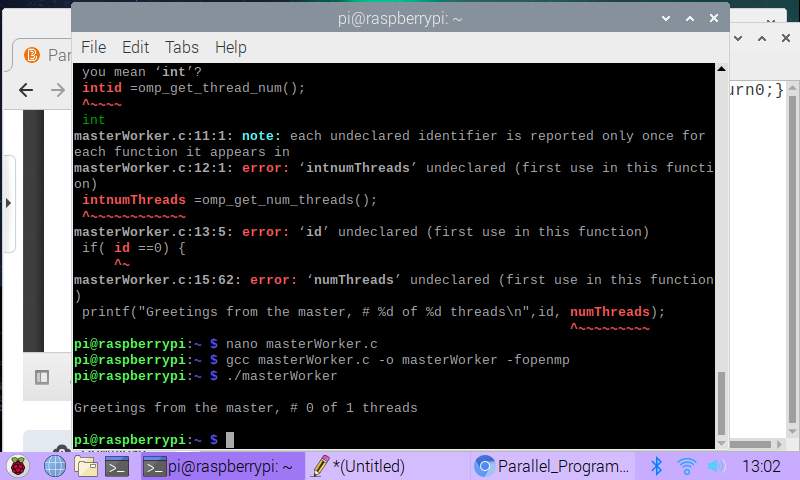 pi@raspberrypi: ~
File Edit Tabs Help
you mean ‘int’?
intid =omp_get_thread_num();
^~~~~
int
masterWorker.c:11:1: note: each undeclared identifier is reported only once for
each function it appears in
masterWorker.c:12:1: error: ‘intnumThreads’ undeclared (first use in this functi
on)
intnumThreads =omp_get_num_threads();
^~~~~~~~~~~~~
masterWorker.c:13:5: error: ‘id’ undeclared (first use in this function)
if( id ==0) {
^~
masterWorker.c:15:62: error: ‘numThreads’ undeclared (first use in this function
)
printf("Greetings from the master, # %d of %d threads\n",id, numThreads);
^~~~~~~~~~
pi@raspberrypi:~ $ nano masterWorker.c
pi@raspberrypi:~ $ gcc masterWorker.c -o masterWorker -fopenmp
pi@raspberrypi:~ $ ./masterWorker
Greetings from the master, # 0 of 1 threads
pi@raspberrypi:~ $
Par
urn0;}
pi@raspberrypi: ~
*(Untitled)
Parallel_Program...
13:02